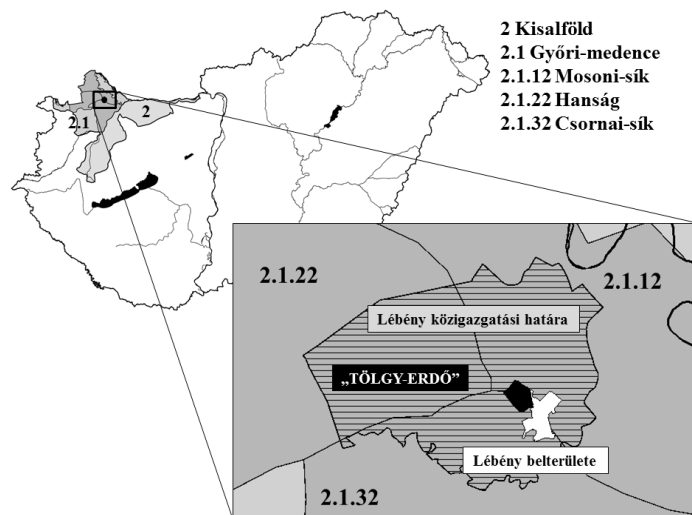 2 Kisalföld
2.1 Győri-medence
2.1.12 Mosoni-sík
2.1.22 Hanság
2.1.32 Csornai-sík
2.1
2
2.1.22
2.1.12
Lébény közigazgatási határa
„TÖLGY-ERDŐ”
Lébény belterülete
2.1.32